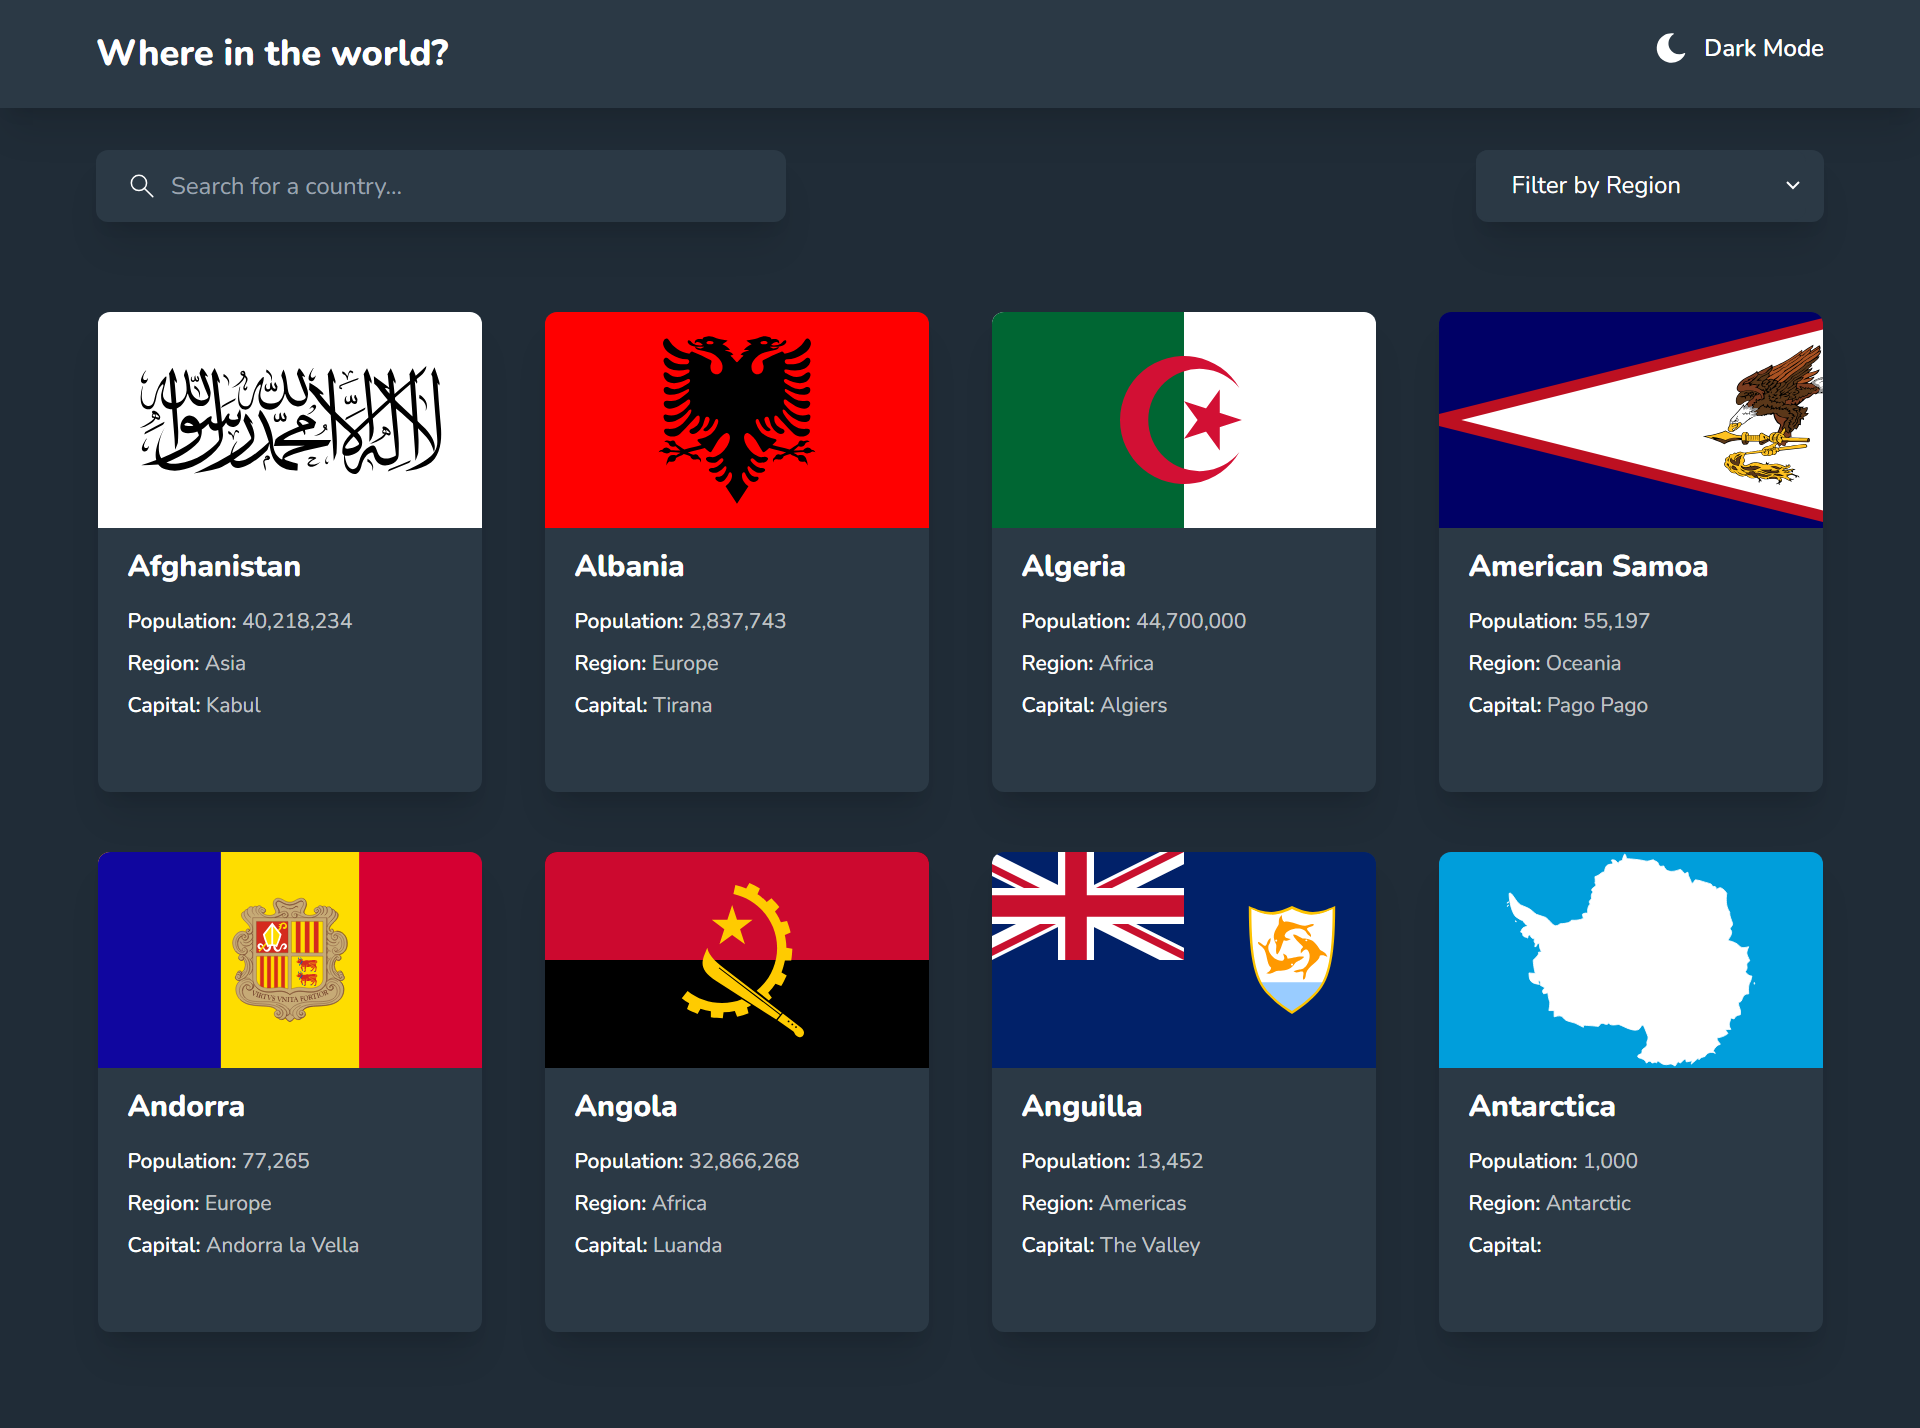 Where in the world?
Dark Mode
Search for a country...
Filter by Region
لا إله إلا الله محمد رسول الله
Afghanistan
Population: 40,218,234
Region: Asia
Capital: Kabul
Albania
Population: 2,837,743
Region: Europe
Capital: Tirana
Algeria
Population: 44,700,000
Region: Africa
Capital: Algiers
American Samoa
Population: 55,197
Region: Oceania
Capital: Pago Pago
VIRTVS VNITA FORTIOR
Andorra
Population: 77,265
Region: Europe
Capital: Andorra la Vella
Angola
Population: 32,866,268
Region: Africa
Capital: Luanda
Anguilla
Population: 13,452
Region: Americas
Capital: The Valley
Antarctica
Population: 1,000
Region: Antarctic
Capital: